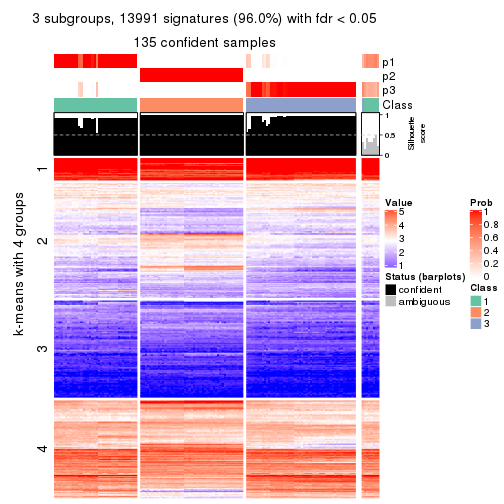 3 subgroups, 13991 signatures (96.0%) with fdr < 0.05
135 confident samples
p1
p2
p3
Class
1
0.5
0
Silhouette
score
k-means with 4 groups
1
2
3
4
Value
5
4
3
2
1
Status (barplots)
confident
ambiguous
Prob
1
0.8
0.6
0.4
0.2
0
Class
1
2
3